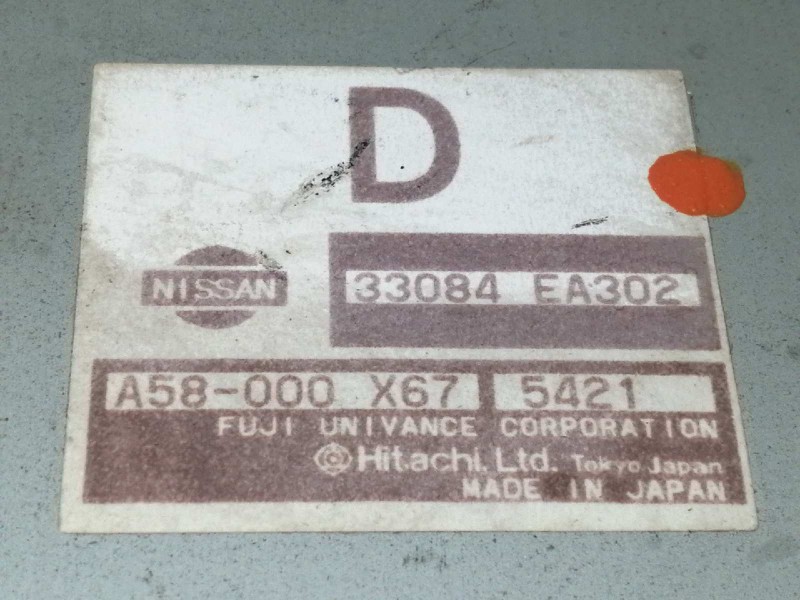 D
NISSAN
33084 EA302
A58-000 X67 5421
FUJI UNIVANCE CORPORATION
Hitachi, Ltd. Tokyo Japan
MADE IN JAPAN